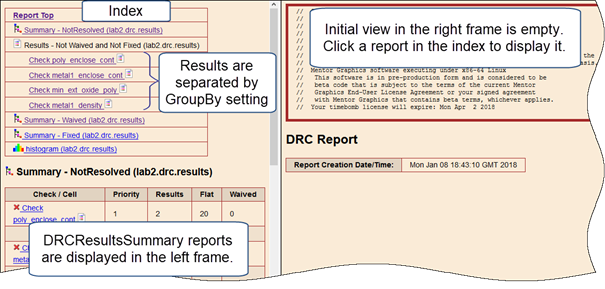 Report Top
Index
Summary - NotResolved (lab2.drc.results)
Results - Not Waived and Not Fixed (lab2.drc.results)
Check poly_enclose_cont
Check metal1_enclose_cont
Check min_ext_oxide_poly
Check metal1_density
Results are
separated by
GroupBy setting
Summary - Waived (lab2.drc.results)
Summary - Fixed (lab2.drc.results)
histogram (lab2.drc.results)
Summary - NotResolved (lab2.drc.results)
Check / Cell Priority Results Flat Waived
Check
poly_enclose_cont 1 2 20 0
DRCResultsSummary reports
are displayed in the left frame.
//
//
//
Initial view in the right frame is empty.
Click a report in the index to display it.
// Mentor Graphics software executing under x86-64 Linux
// This software is in pre-production form and is considered to be
// beta code that is subject to the terms of the current Mentor
// Graphics End-User License Agreement or your signed agreement
// with Mentor Graphics that contains beta terms, whichever applies.
// Your timebomb license will expire: Mon Apr 2 2018
DRC Report
Report Creation Date/Time: Mon Jan 08 18:43:10 GMT 2018